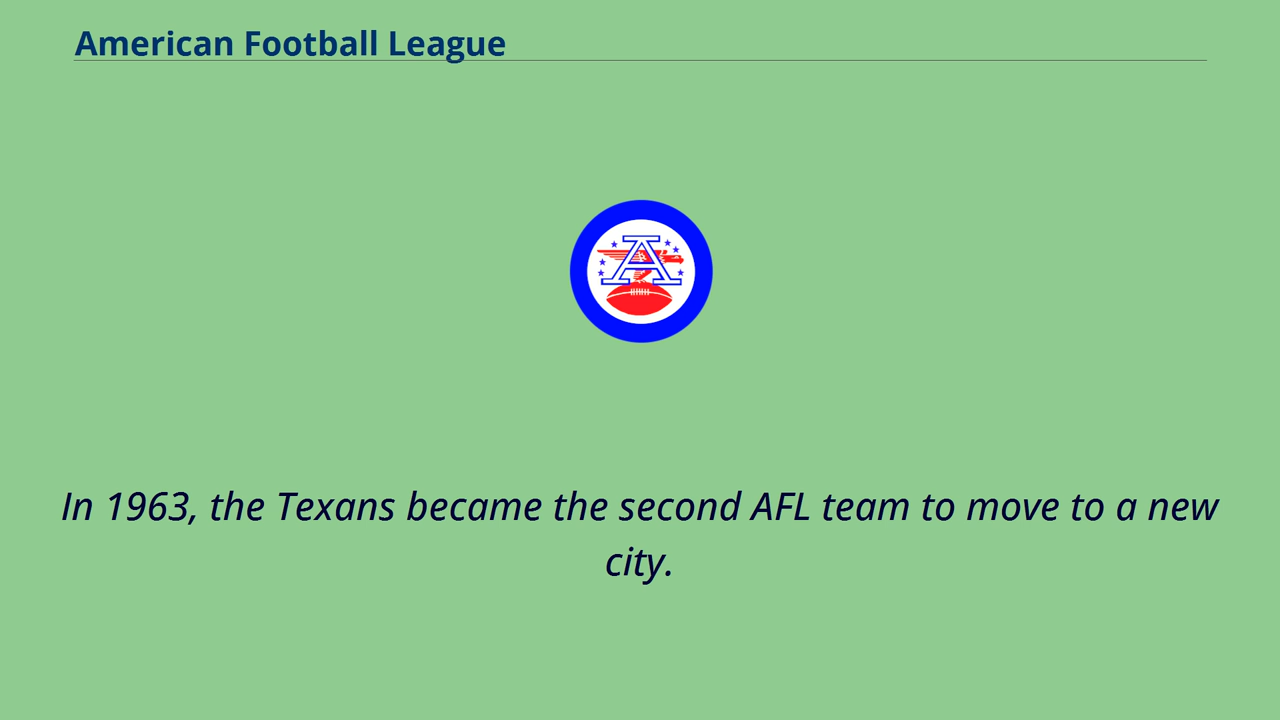 American Football League
A
In 1963, the Texans became the second AFL team to move to a new
city.